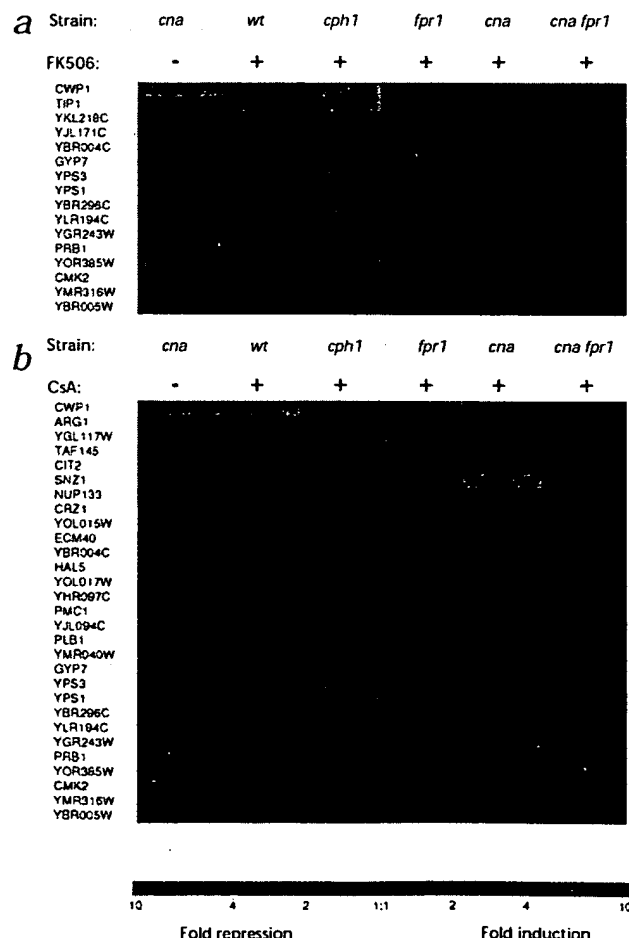 a Strain: cna wt cph1 fpr1 cna cna fpr1
FK506: - + + + + +
CWP1
TIP1
YKL218C
YJL171C
YBR004C
GYP7
YPS3
YPS1
YBR296C
YLR194C
YGR243W
PRB1
YOR385W
CMK2
YMR316W
YBR005W
b Strain: cna wt cph1 fpr1 cna cna fpr1
CsA: - + + + + +
CWP1
ARG1
YGL117W
TAF145
CIT2
SNZ1
NUP133
CRZ1
YOL015W
ECM40
YBR004C
HAL5
YOL017W
YHR097C
PMC1
YJL094C
PLB1
YMR040W
GYP7
YPS3
YPS1
YBR296C
YLR194C
YGR243W
PRB1
YOR385W
CMK2
YMR316W
YBR005W
10 4 2 1:1 2 4 10
Fold repression Fold induction